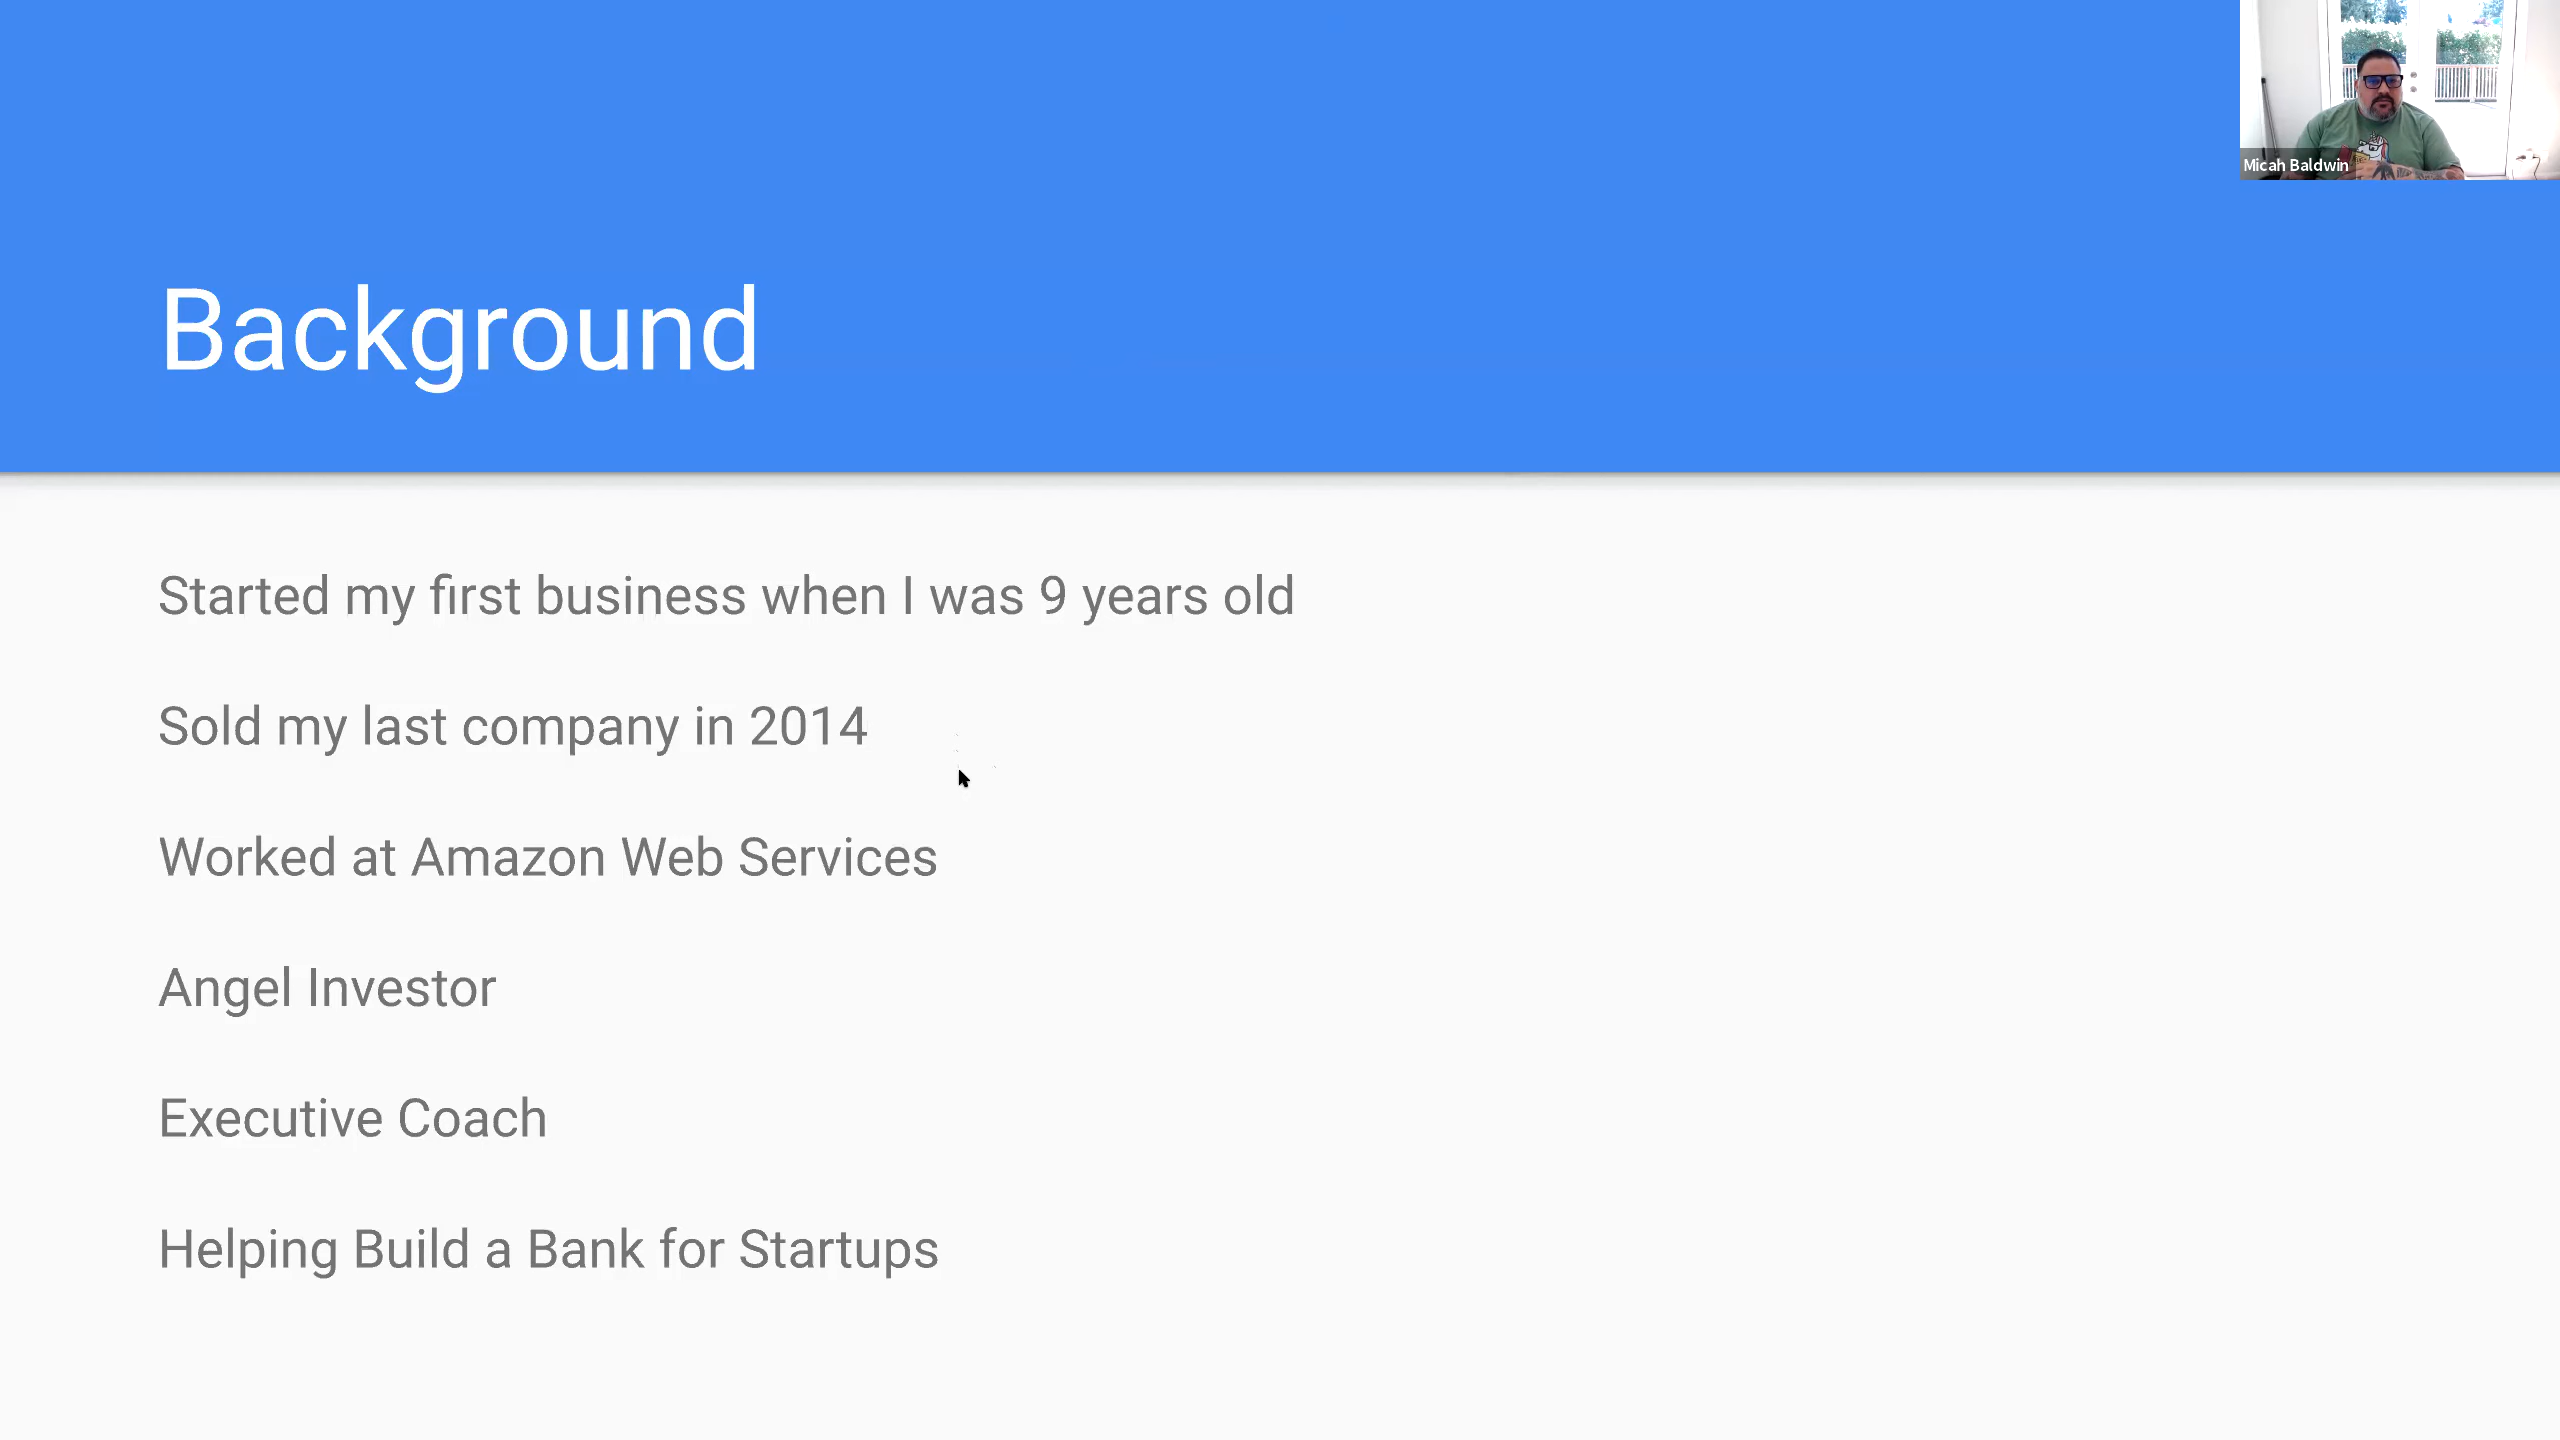 Micah Baldwin
Background
Started my first business when I was 9 years old
Sold my last company in 2014
Worked at Amazon Web Services
Angel Investor
Executive Coach
Helping Build a Bank for Startups